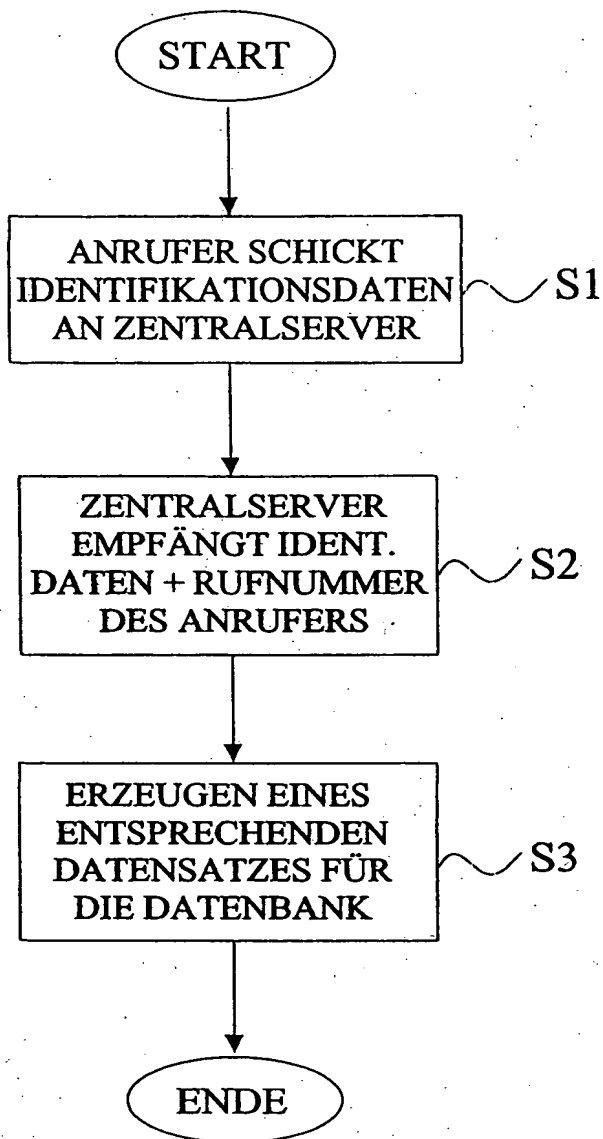 START
ANRUFER SCHICKT
IDENTIFIKATIONSDATEN
AN ZENTRALSERVER
S1
ZENTRALSERVER
EMPFÄNGT IDENT.
DATEN + RUFNUMMER
DES ANRUFERS
S2
ERZEUGEN EINES
ENTSPRECHENDEN
DATENSATZES FÜR
DIE DATENBANK
S3
ENDE